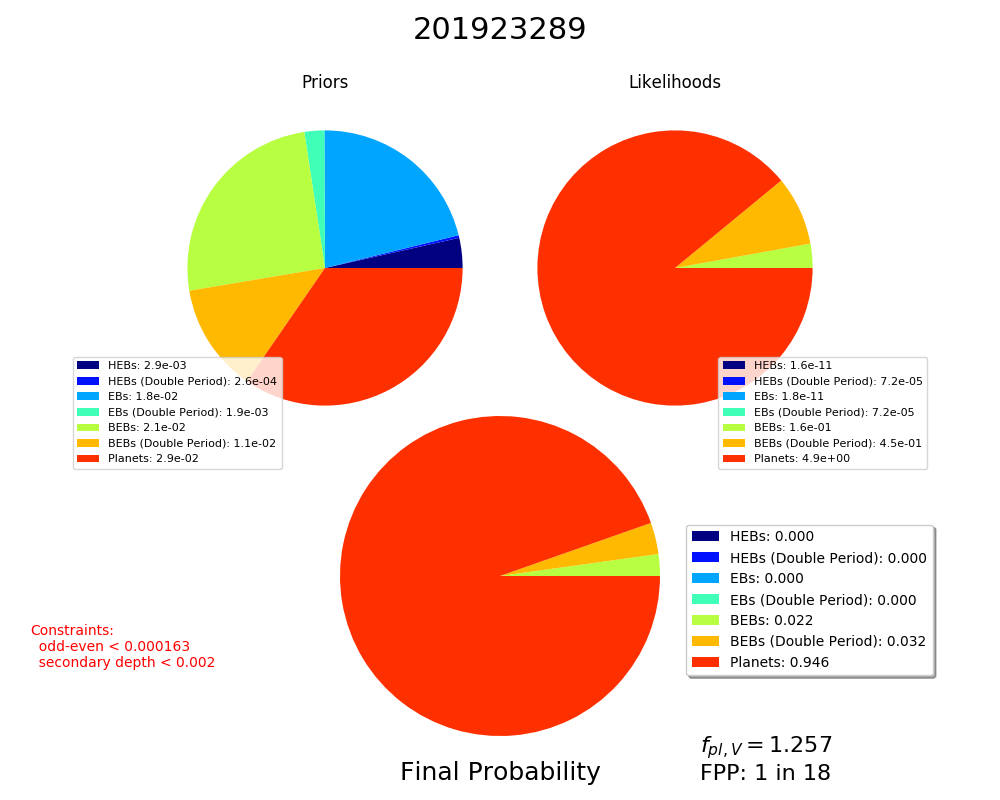 201923289
Priors
Likelihoods
HEBs: 2.9e-03
HEBs (Double Period): 2.6e-04
EBs: 1.8e-02
EBs (Double Period): 1.9e-03
BEBs: 2.1e-02
BEBs (Double Period): 1.1e-02
Planets: 2.9e-02
HEBs: 1.6e-11
HEBs (Double Period): 7.2e-05
EBs: 1.8e-11
EBs (Double Period): 7.2e-05
BEBs: 1.6e-01
BEBs (Double Period): 4.5e-01
Planets: 4.9e+00
HEBs: 0.000
HEBs (Double Period): 0.000
EBs: 0.000
EBs (Double Period): 0.000
BEBs: 0.022
BEBs (Double Period): 0.032
Planets: 0.946
Constraints:
odd-even < 0.000163
secondary depth < 0.002
Final Probability
f_{pl,V} = 1.257
FPP: 1 in 18